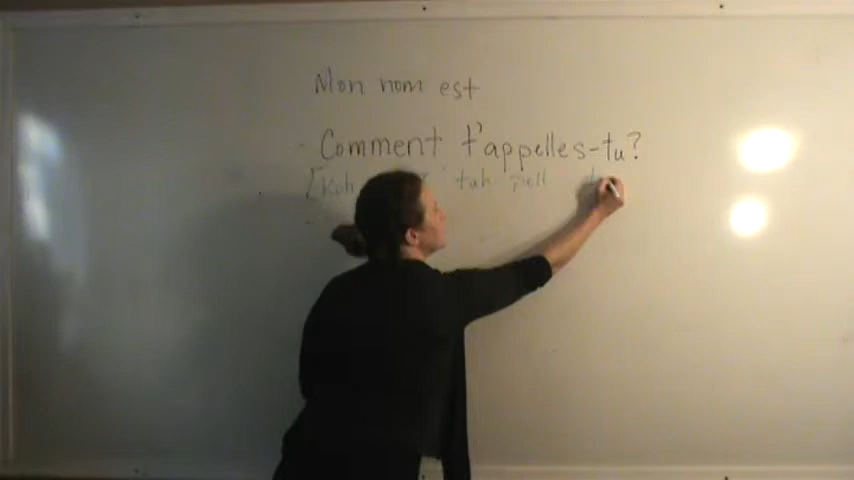 Mon nom est
Comment t'appelles-tu?
[Koh tah pell